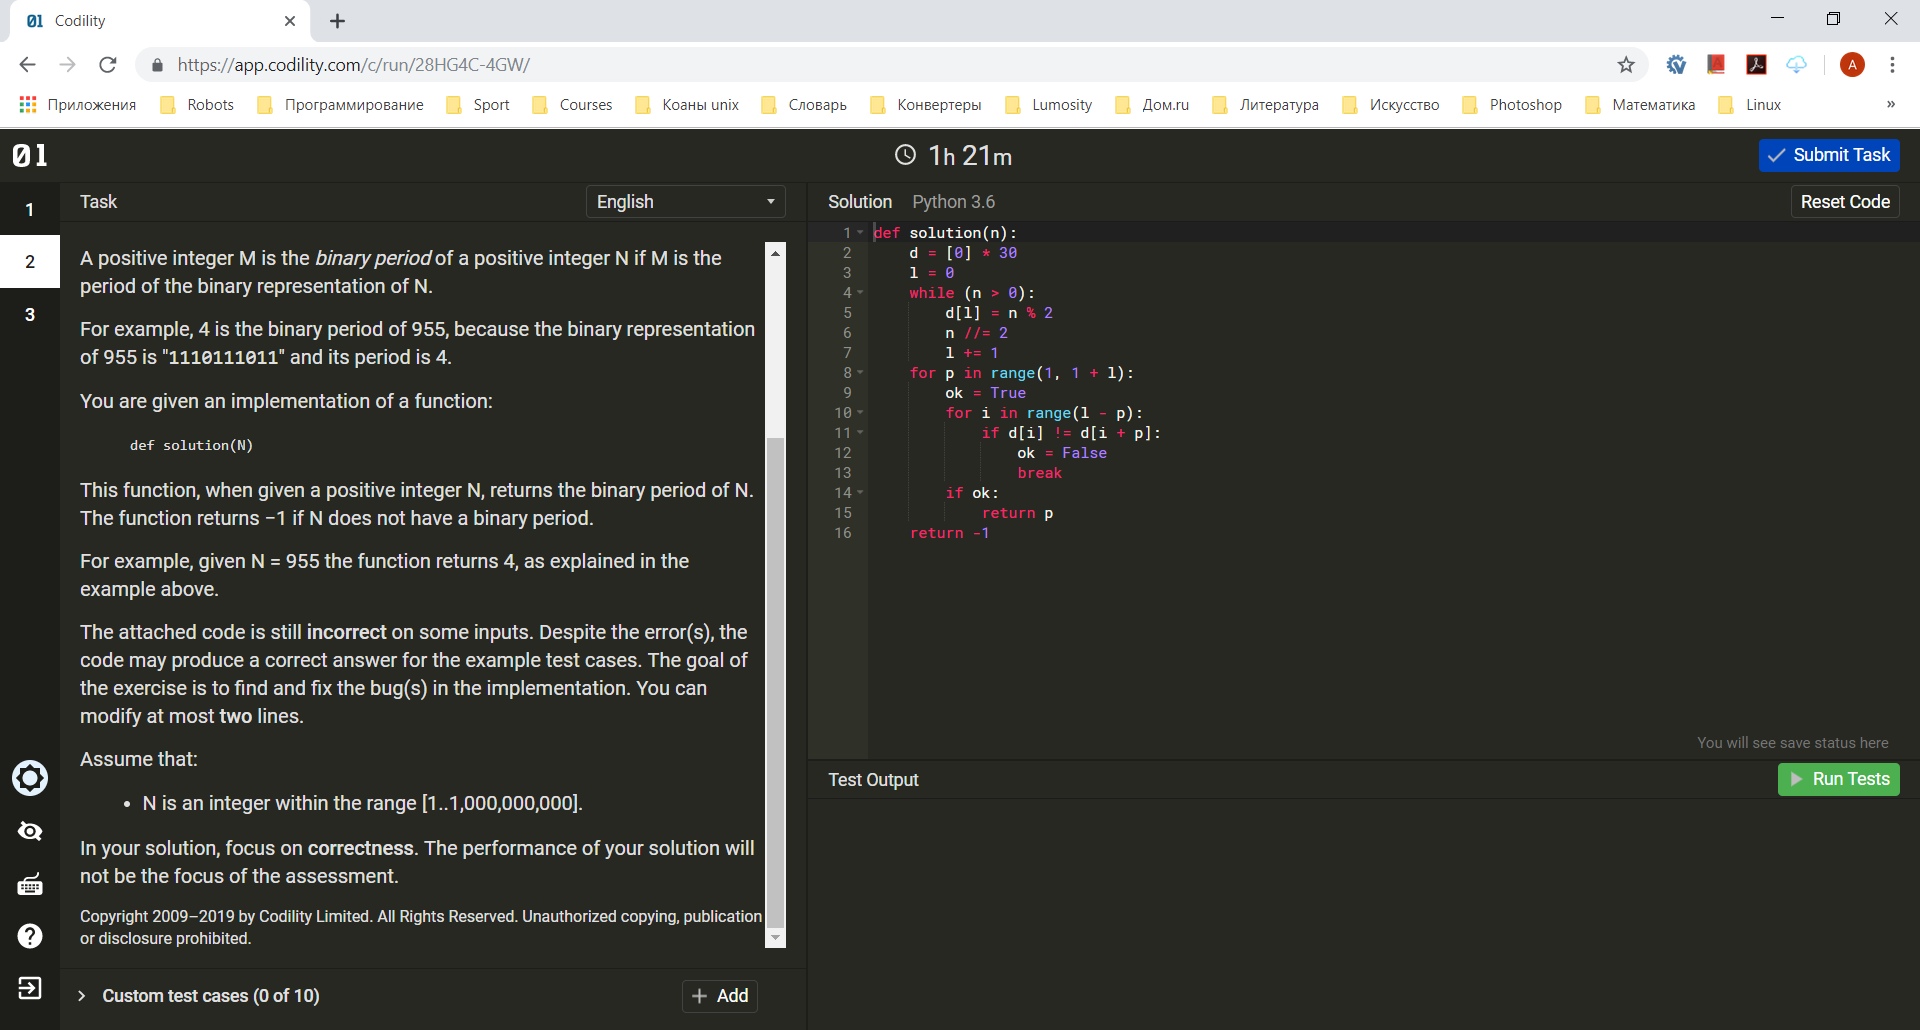 01 Codility
https://app.codility.com/c/run/28HG4C-4GW/
A
Приложения Robots Программирование Sport Courses Коаны unix Словарь Конвертеры Lumosity Дом.ru Литература Искусство Photoshop Математика Linux »
01 1h 21m Submit Task
Task English
1
2
3
A positive integer M is the binary period of a positive integer N if M is the
period of the binary representation of N.
For example, 4 is the binary period of 955, because the binary representation
of 955 is "1110111011" and its period is 4.
You are given an implementation of a function:
def solution(N)
This function, when given a positive integer N, returns the binary period of N.
The function returns −1 if N does not have a binary period.
For example, given N = 955 the function returns 4, as explained in the
example above.
The attached code is still incorrect on some inputs. Despite the error(s), the
code may produce a correct answer for the example test cases. The goal of
the exercise is to find and fix the bug(s) in the implementation. You can
modify at most two lines.
Assume that:
• N is an integer within the range [1..1,000,000,000].
In your solution, focus on correctness. The performance of your solution will
not be the focus of the assessment.
Copyright 2009–2019 by Codility Limited. All Rights Reserved. Unauthorized copying, publication
or disclosure prohibited.
Custom test cases (0 of 10) + Add
Solution Python 3.6 Reset Code
1 def solution(n):
2 d = [0] * 30
3 l = 0
4 while (n > 0):
5 d[l] = n % 2
6 n //= 2
7 l += 1
8 for p in range(1, 1 + l):
9 ok = True
10 for i in range(l - p):
11 if d[i] != d[i + p]:
12 ok = False
13 break
14 if ok:
15 return p
16 return -1
You will see save status here
Test Output Run Tests